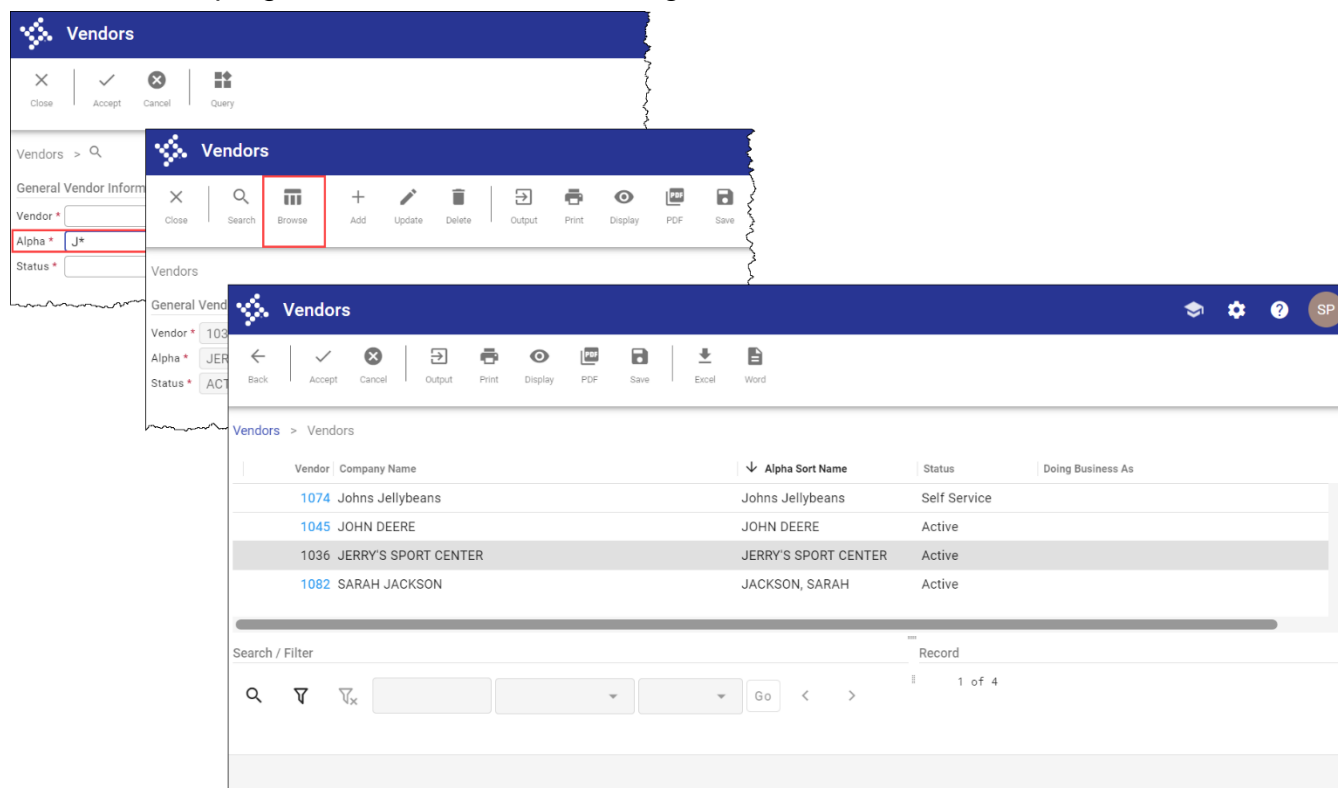 Vendors
Close Accept Cancel Query
Vendors >
General Vendor Inform
Vendor *
Alpha * J*
Status *
Vendors
Close Search Browse Add Update Delete Output Print Display PDF Save
Vendors
General Vend
Vendor * 103
Alpha * JER
Status * ACT
Vendors SP
Back Accept Cancel Output Print Display PDF Save Excel Word
Vendors > Vendors
Vendor Company Name Alpha Sort Name Status Doing Business As
1074 Johns Jellybeans Johns Jellybeans Self Service
1045 JOHN DEERE JOHN DEERE Active
1036 JERRY'S SPORT CENTER JERRY'S SPORT CENTER Active
1082 SARAH JACKSON JACKSON, SARAH Active
Search / Filter Record
Go < > 1 of 4